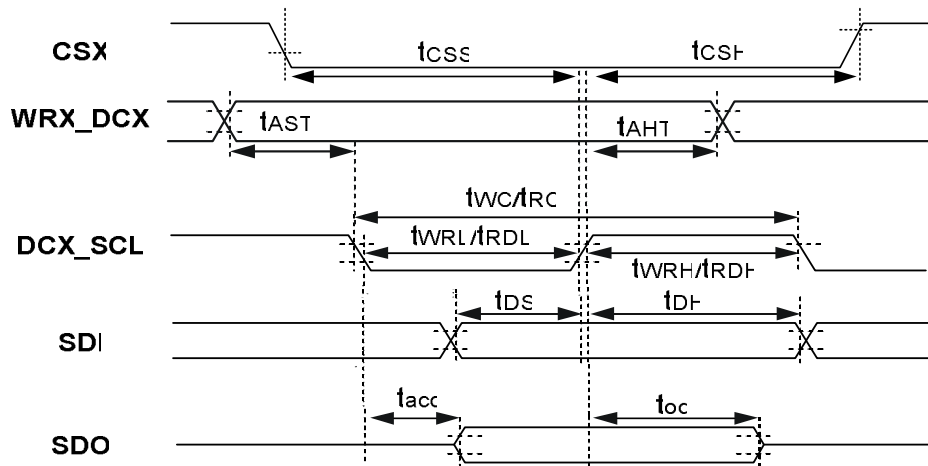 CSX
tCSS
tCSH
WRX_DCX
tAST
tAHT
tWC/tRC
DCX_SCL
tWRL/tRDL
tWRH/tRDH
tDS
tDH
SDI
tacc
toc
SDO